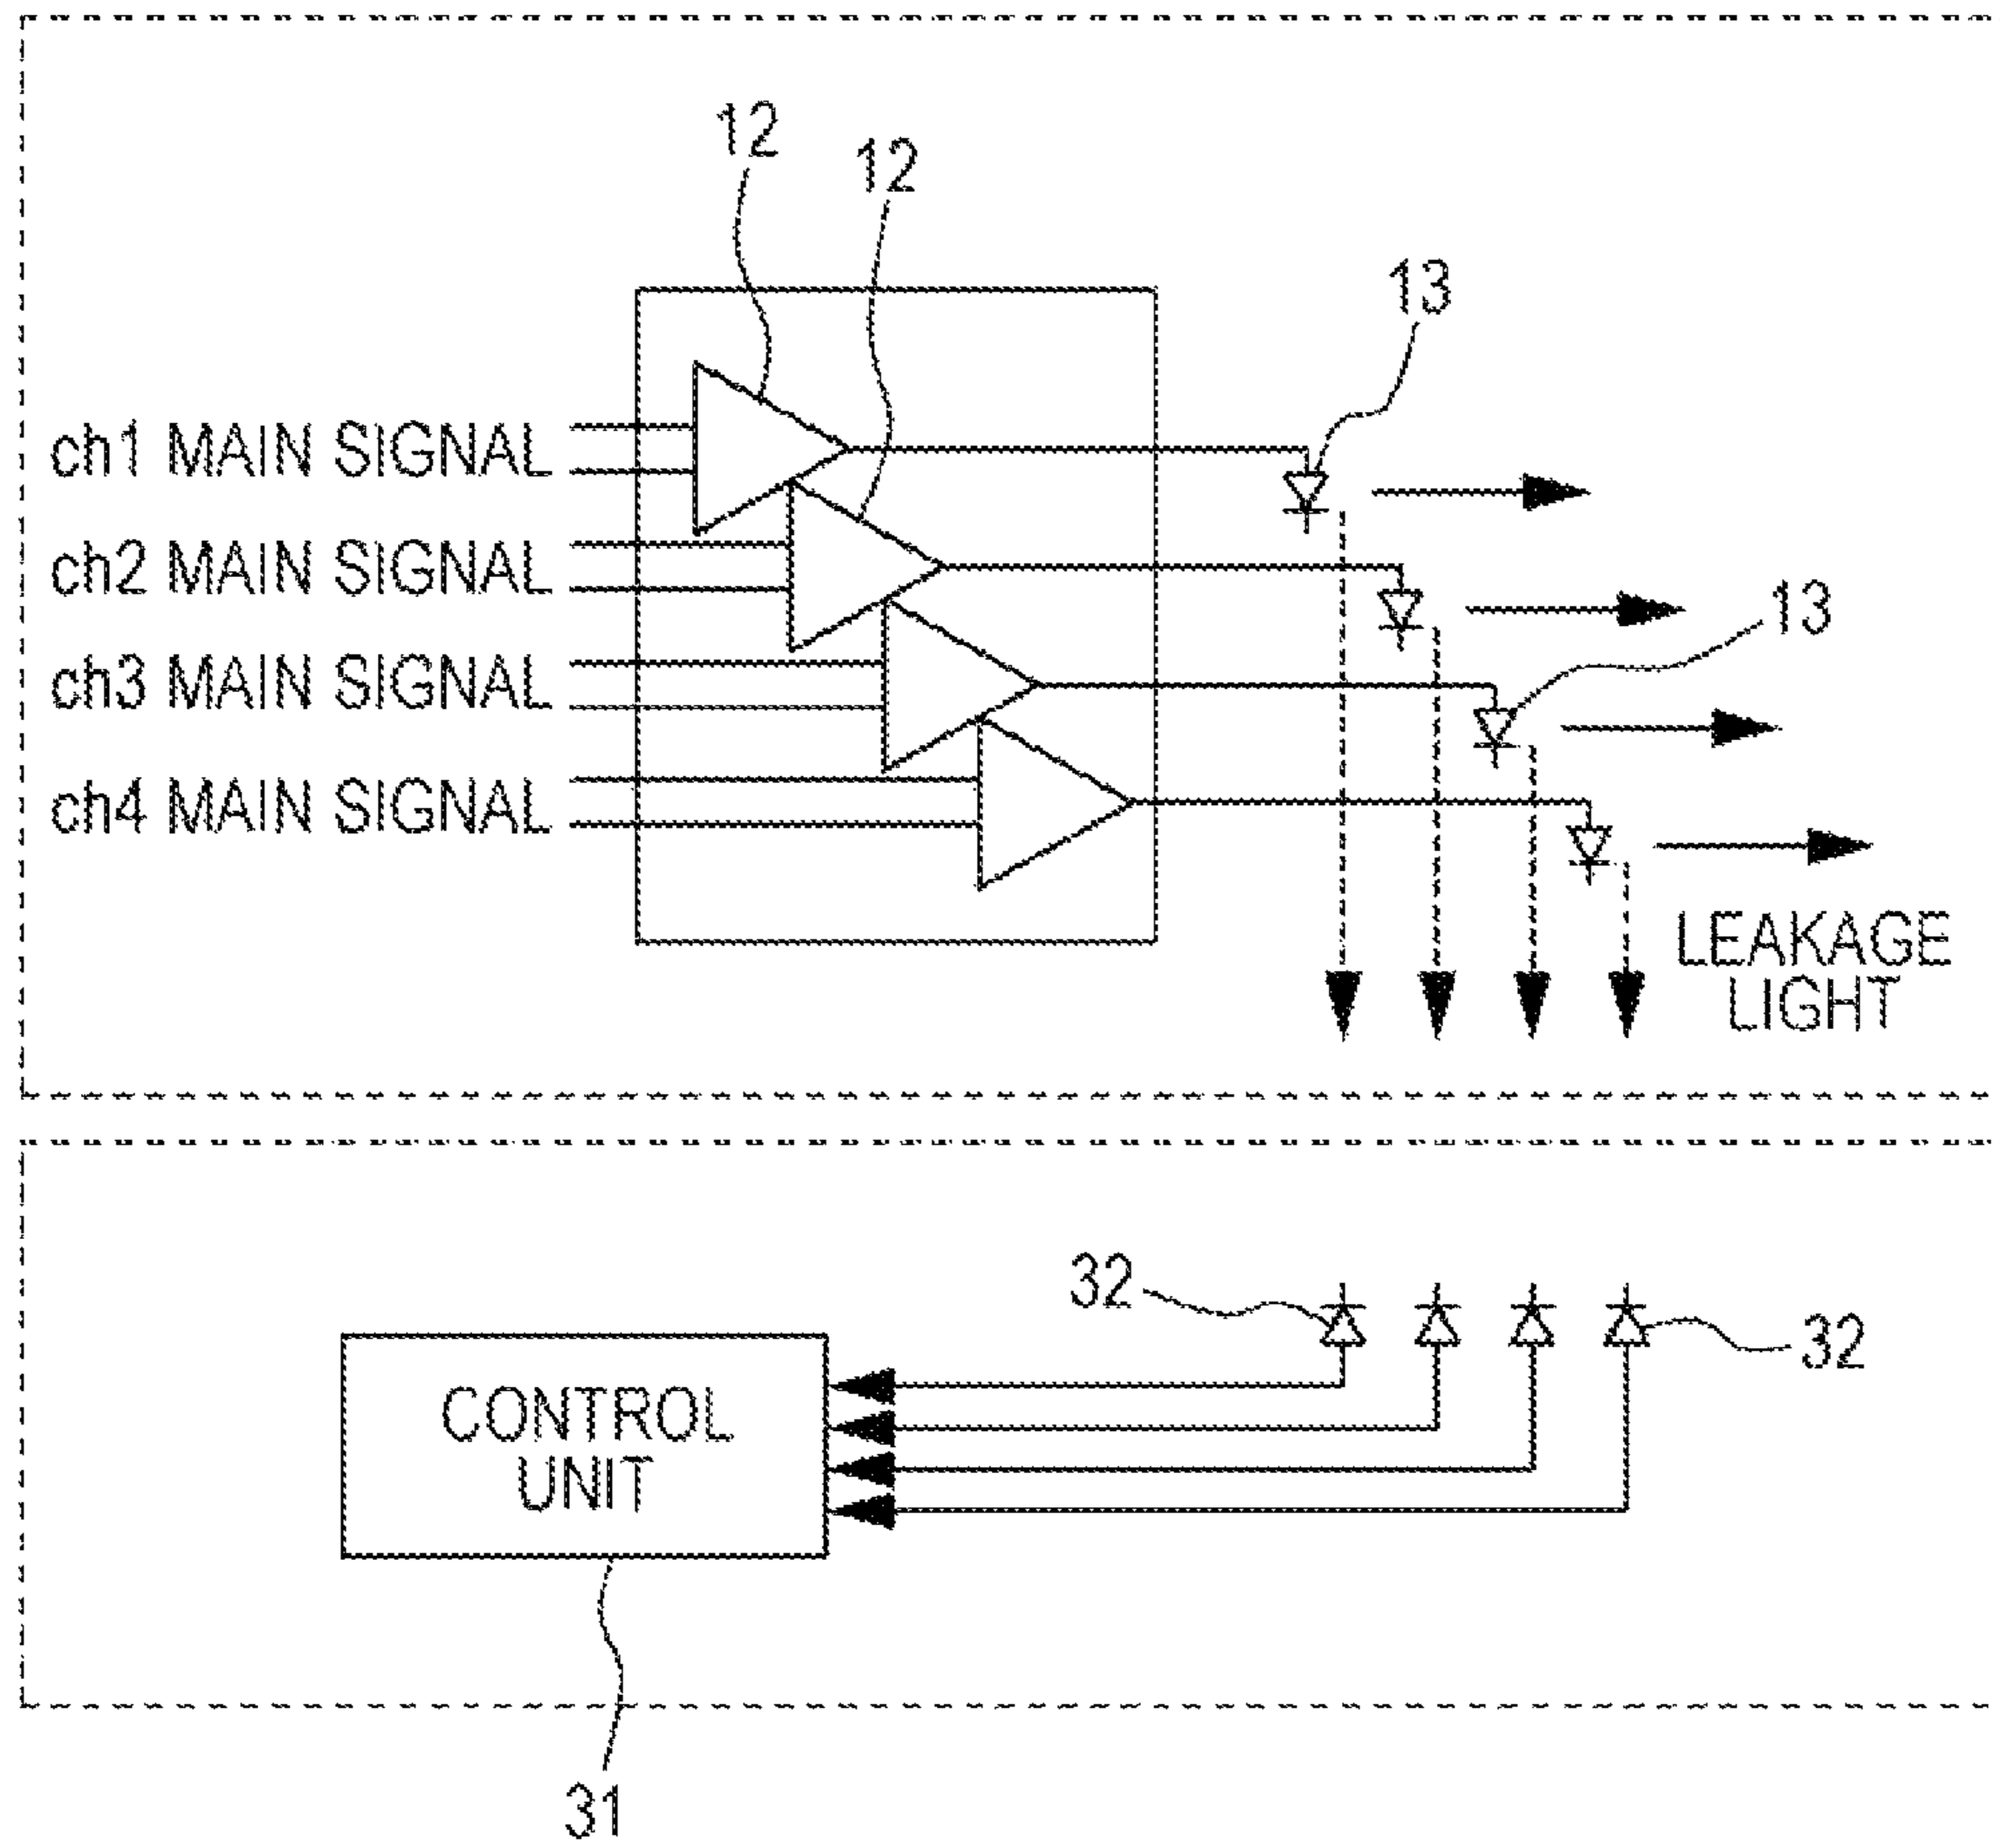 12
12
13
ch1 MAIN SIGNAL
ch2 MAIN SIGNAL
13
ch3 MAIN SIGNAL
ch4 MAIN SIGNAL
LEAKAGE
LIGHT
32
32
CONTROL
UNIT
31